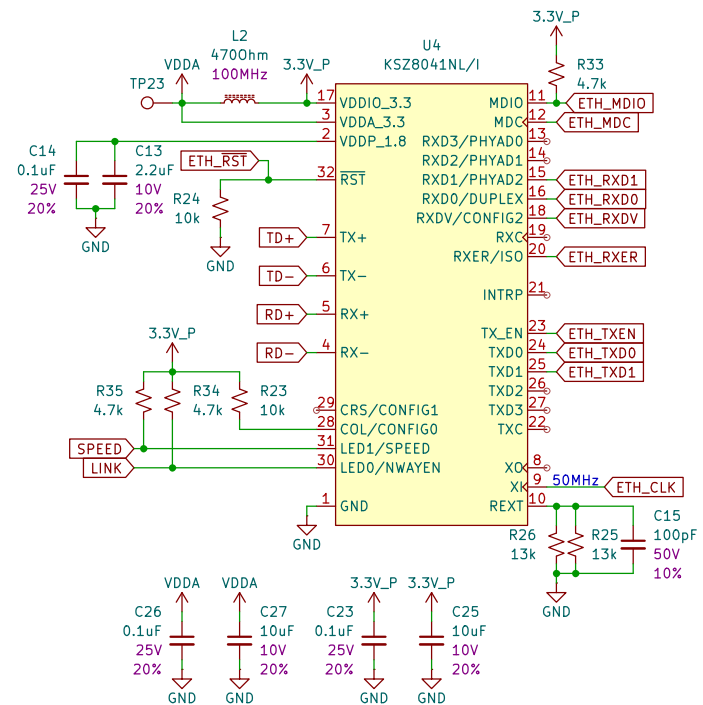 3.3V_P
L2
470Ohm
100MHz
VDDA
3.3V_P
TP23
U4
KSZ8041NL/I
R33
4.7k
17 VDDIO_3.3
3 VDDA_3.3
2 VDDP_1.8
32 RST
7 TX+
6 TX-
5 RX+
4 RX-
29 CRS/CONFIG1
28 COL/CONFIG0
31 LED1/SPEED
30 LED0/NWAYEN
1 GND
MDIO 11 ETH_MDIO
MDC 12 ETH_MDC
RXD3/PHYAD0 13
RXD2/PHYAD1 14
RXD1/PHYAD2 15 ETH_RXD1
RXD0/DUPLEX 16 ETH_RXD0
RXDV/CONFIG2 18 ETH_RXDV
RXC 19
RXER/ISO 20 ETH_RXER
INTRP 21
TX_EN 23 ETH_TXEN
TXD0 24 ETH_TXD0
TXD1 25 ETH_TXD1
TXD2 26
TXD3 27
TXC 22
XO 8
XI 9 50MHz ETH_CLK
REXT 10
C14
0.1uF
25V
20%
C13
2.2uF
10V
20%
GND
ETH_RST
R24
10k
GND
TD+
TD-
RD+
RD-
3.3V_P
R35
4.7k
R34
4.7k
R23
10k
SPEED
LINK
GND
R26
13k
R25
13k
C15
100pF
50V
10%
GND
VDDA
C26
0.1uF
25V
20%
GND
VDDA
C27
10uF
10V
20%
GND
3.3V_P
C23
0.1uF
25V
20%
GND
3.3V_P
C25
10uF
10V
20%
GND